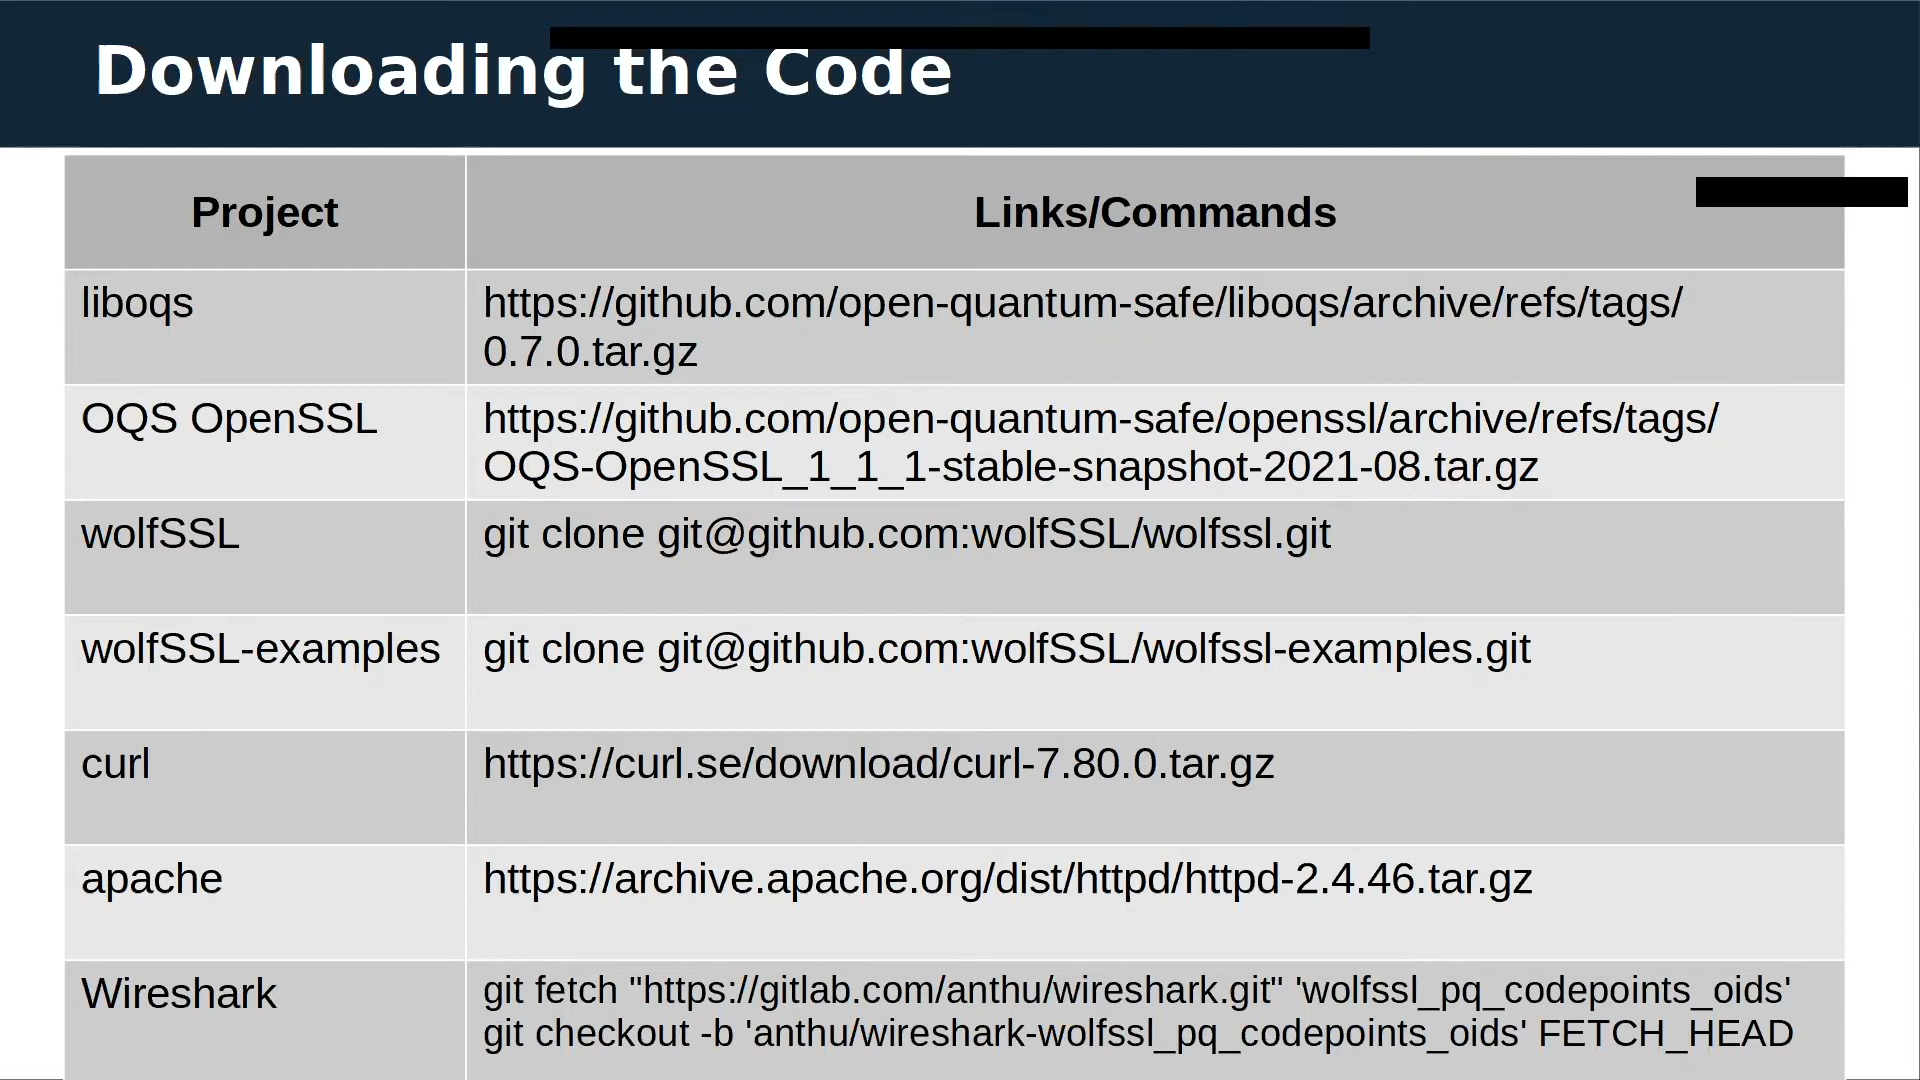 Downloading the Code
Project
Links/Commands
liboqs
https://github.com/open-quantum-safe/liboqs/archive/refs/tags/
0.7.0.tar.gz
OQS OpenSSL
https://github.com/open-quantum-safe/openssl/archive/refs/tags/
OQS-OpenSSL_1_1_1-stable-snapshot-2021-08.tar.gz
wolfSSL
git clone git@github.com:wolfSSL/wolfssl.git
wolfSSL-examples
git clone git@github.com:wolfSSL/wolfssl-examples.git
curl
https://curl.se/download/curl-7.80.0.tar.gz
apache
https://archive.apache.org/dist/httpd/httpd-2.4.46.tar.gz
Wireshark
git fetch "https://gitlab.com/anthu/wireshark.git" 'wolfssl_pq_codepoints_oids'
git checkout -b 'anthu/wireshark-wolfssl_pq_codepoints_oids' FETCH_HEAD